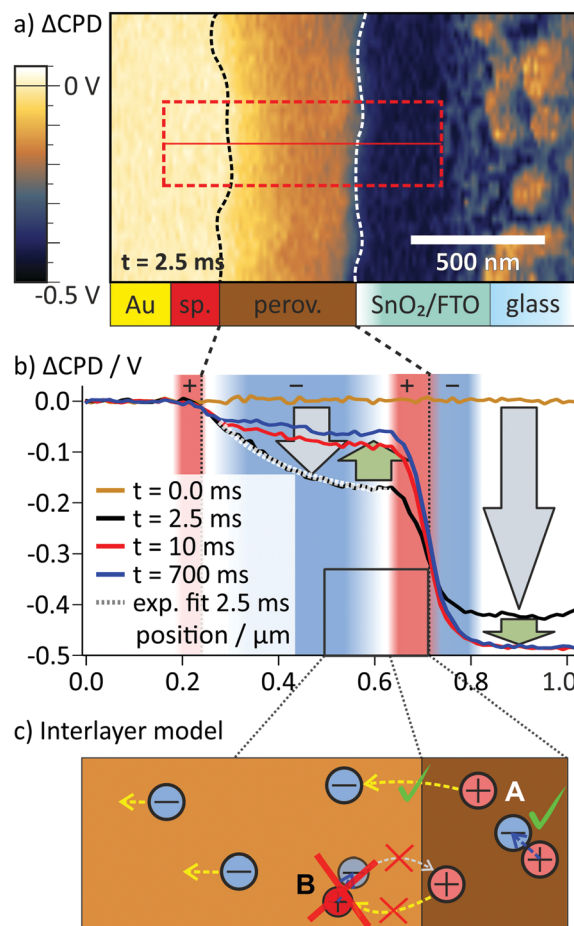 a) ΔCPD
0 V
-0.5 V
t = 2.5 ms
500 nm
Au
sp.
perov.
SnO₂/FTO
glass
b) ΔCPD / V
+
−
+
−
0.0
-0.1
-0.2
-0.3
-0.4
-0.5
t = 0.0 ms
t = 2.5 ms
t = 10 ms
t = 700 ms
exp. fit 2.5 ms
position / μm
0.0
0.2
0.4
0.6
0.8
1.0
c) Interlayer model
−
+
A
−
+
−
−
B
+
+